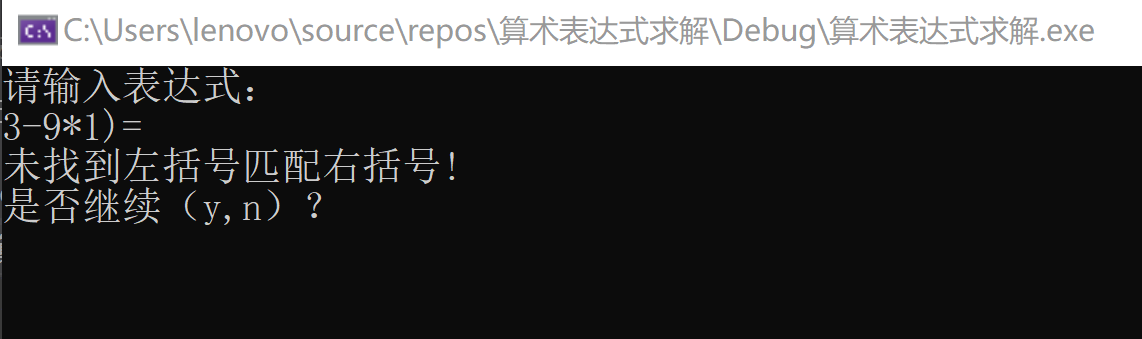 C:\Users\lenovo\source\repos\算术表达式求解\Debug\算术表达式求解.exe
请输入表达式：
3-9*1)=
未找到左括号匹配右括号!
是否继续（y,n）？